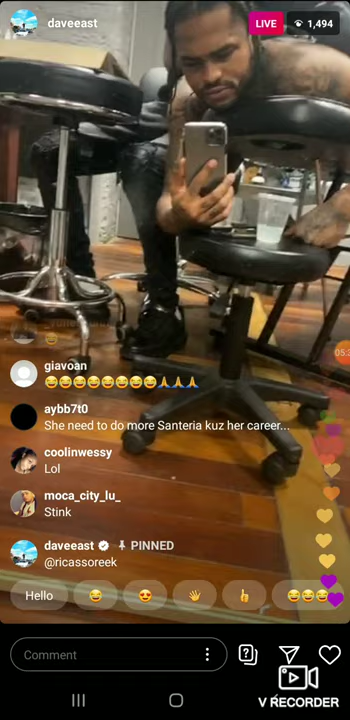 daveeast
LIVE
1,494
giavoan
😂😂😂😂😂😂😂😂🙏🙏🙏
aybb7t0
She need to do more Santeria kuz her career...
coolinwessy
Lol
moca_city_lu_
Stink
daveeast PINNED
@ricassoreek
Hello
Comment
V RECORDER